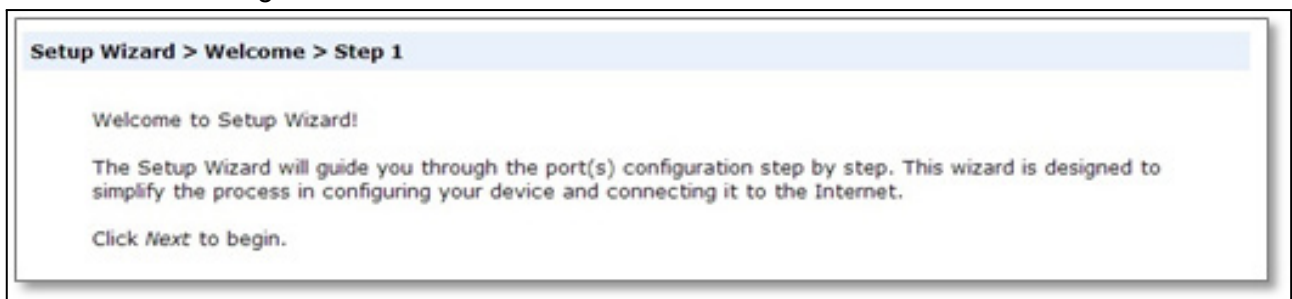 Setup Wizard > Welcome > Step 1
Welcome to Setup Wizard!
The Setup Wizard will guide you through the port(s) configuration step by step. This wizard is designed to
simplify the process in configuring your device and connecting it to the Internet.
Click Next to begin.